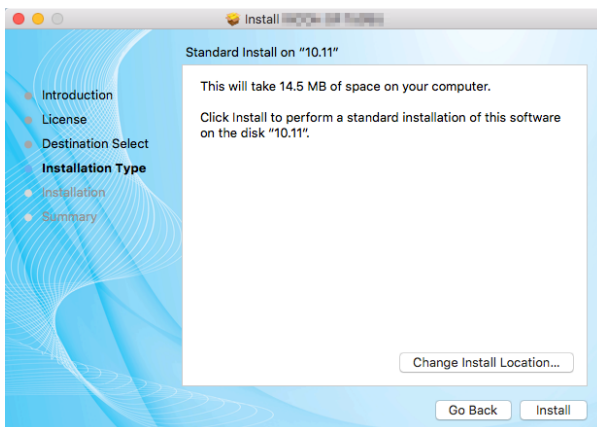 Install
Standard Install on "10.11"
Introduction
License
Destination Select
Installation Type
Installation
Summary
This will take 14.5 MB of space on your computer.
Click Install to perform a standard installation of this software
on the disk "10.11".
Change Install Location...
Go Back
Install